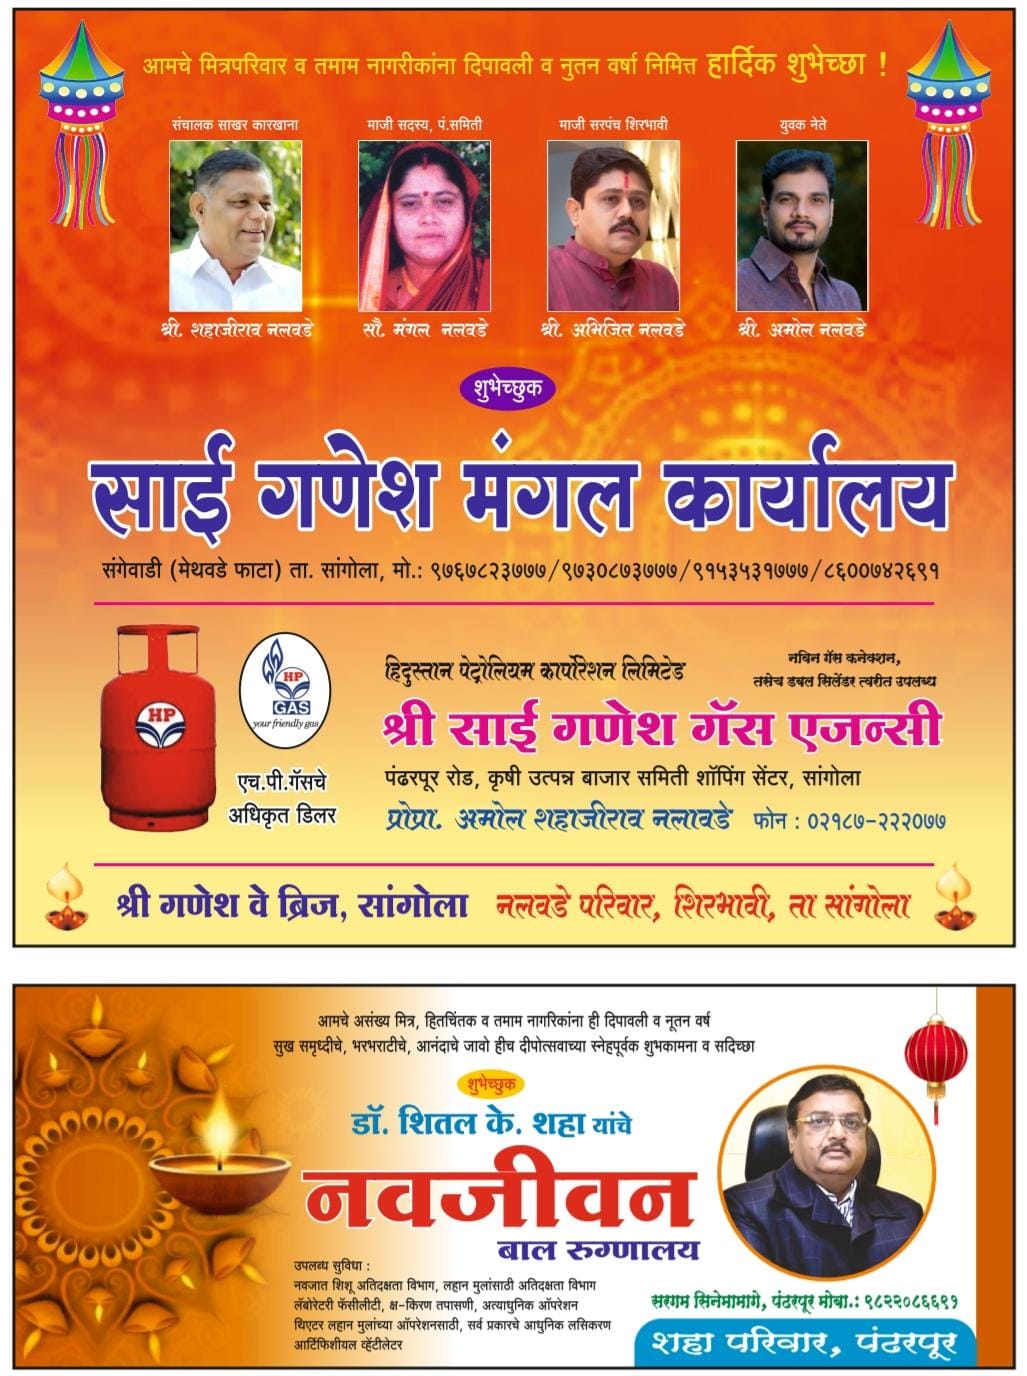 आमचे मित्रपरिवार व तमाम नागरीकांना दिपावली व नुतन वर्षा निमित्त हार्दिक शुभेच्छा !
संचालक साखर कारखाना
माजी सदस्य, पं.समिती
माजी सरपंच शिरभावी
युवक नेते
श्री. शहाजीराव नलवडे
सौ. मंगल नलवडे
श्री. अभिजित नलवडे
श्री. अमोल नलवडे
शुभेच्छुक
साई गणेश मंगल कार्यालय
संगेवाडी (मेथवडे फाटा) ता. सांगोला, मो.: ९७६७८२३७७७/९७३०८७३७७७/९१५३५३१७७७/८६००७४२६९१
HP
HP
GAS
your friendly gas
एच.पी.गॅसचे
अधिकृत डिलर
हिदुस्तान पेट्रोलियम कार्पोरेशन लिमिटेड
नविन गॅस कनेक्शन,
तसेच डबल सिलेंडर त्वरीत उपलब्ध
श्री साई गणेश गॅस एजन्सी
पंढरपूर रोड, कृषी उत्पन्न बाजार समिती शॉपिंग सेंटर, सांगोला
प्रोप्रा. अमोल शहाजीराव नलावडे फोन : ०२१८७-२२२०७७
श्री गणेश वे ब्रिज, सांगोला नलवडे परिवार, शिरभावी, ता सांगोला
आमचे असंख्य मित्र, हितचिंतक व तमाम नागरिकांना ही दिपावली व नूतन वर्ष
सुख समृध्दीचे, भरभराटीचे, आनंदाचे जावो हीच दीपोत्सवाच्या स्नेहपूर्वक शुभकामना व सदिच्छा
शुभेच्छुक
डॉ. शितल के. शहा यांचे
नवजीवन
बाल रुग्णालय
उपलब्ध सुविधा :
नवजात शिशू अतिदक्षता विभाग, लहान मुलांसाठी अतिदक्षता विभाग
लॅबोरेटरी फॅसीलीटी, क्ष-किरण तपासणी, अत्याधुनिक ऑपरेशन
थिएटर लहान मुलांच्या ऑपरेशनसाठी, सर्व प्रकारचे आधुनिक लसिकरण
आर्टिफिशीयल व्हेंटीलेटर
सरगम सिनेमामागे, पंढरपूर मोबा.: ९८२२०८६६९१
शहा परिवार, पंढरपूर